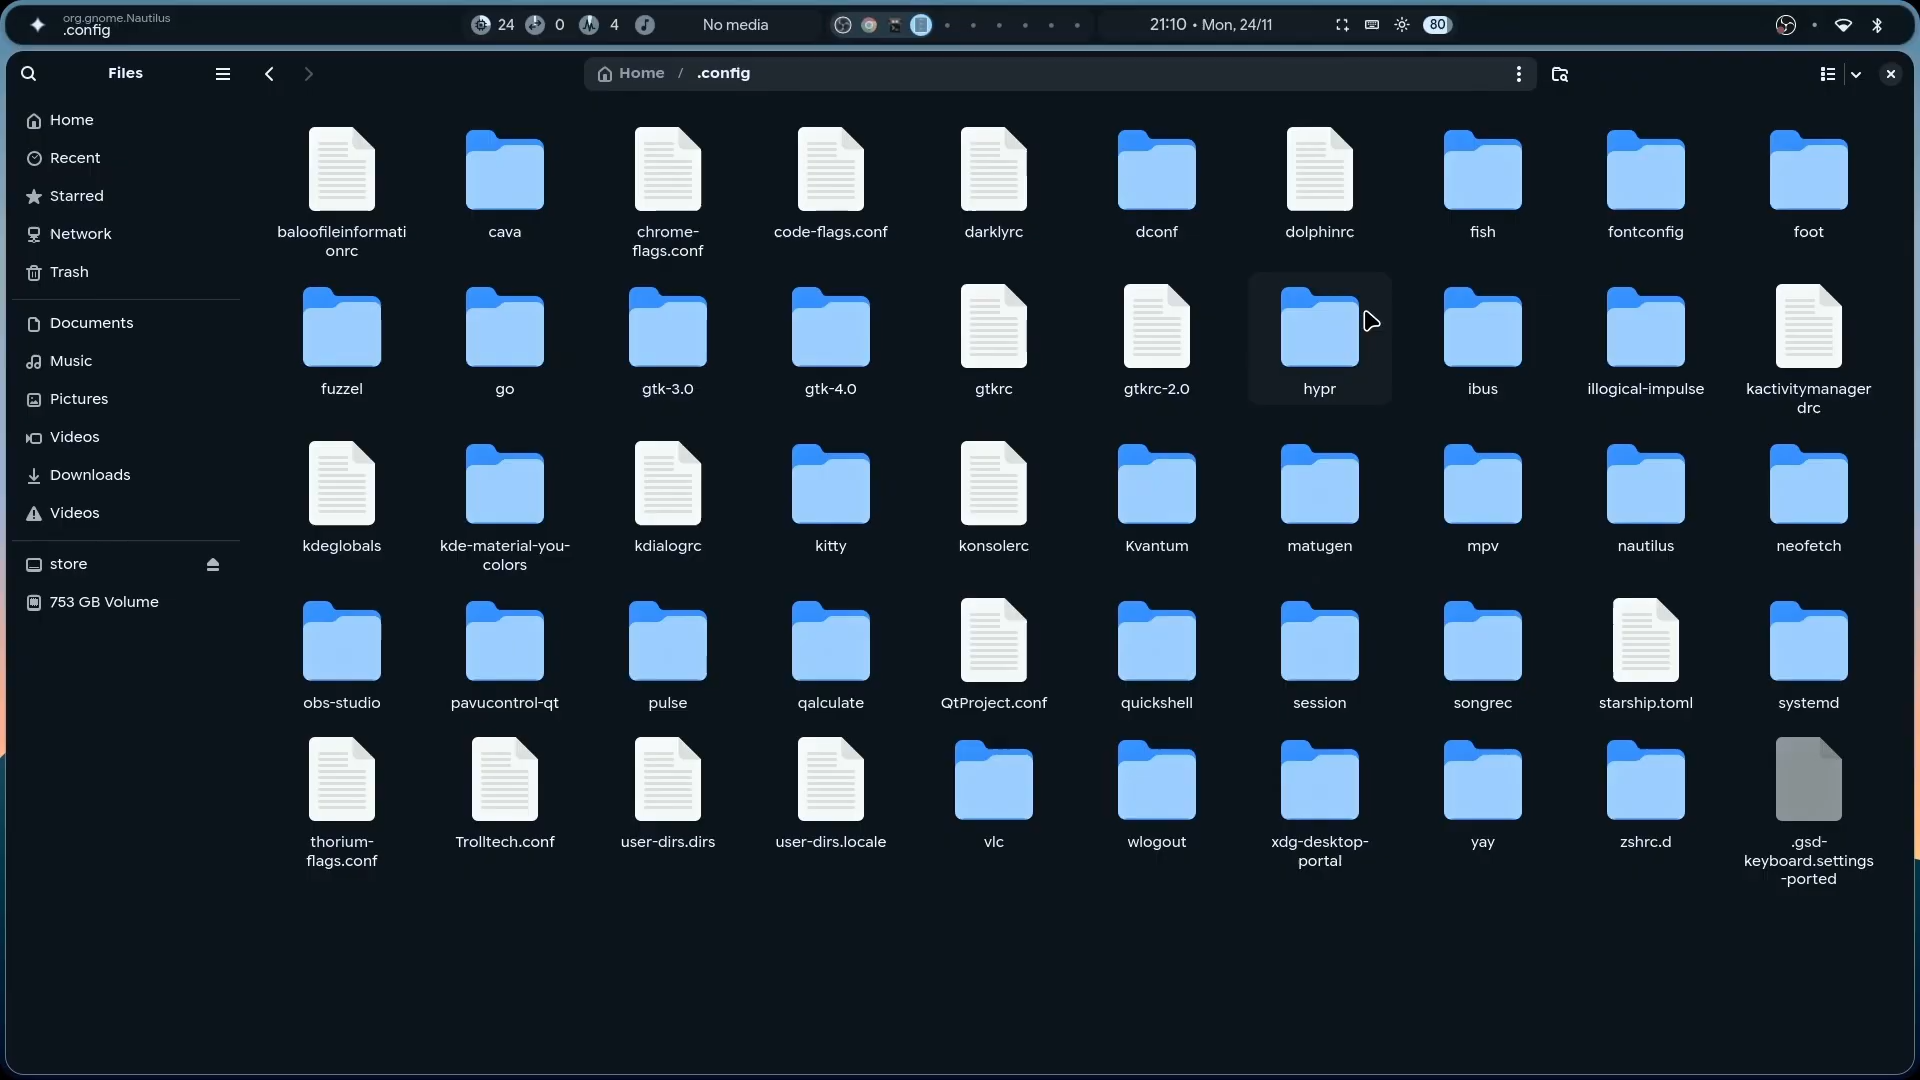 org.gnome.Nautilus
.config
24
0
4
No media
21:10 • Mon, 24/11
80
Files
Home / .config
Home
Recent
Starred
Network
Trash
Documents
Music
Pictures
Videos
Downloads
Videos
store
753 GB Volume
baloofileinformati
onrc
cava
chrome-
flags.conf
code-flags.conf
darklyrc
dconf
dolphinrc
fish
fontconfig
foot
fuzzel
go
gtk-3.0
gtk-4.0
gtkrc
gtkrc-2.0
hypr
ibus
illogical-impulse
kactivitymanager
drc
kdeglobals
kde-material-you-
colors
kdialogrc
kitty
konsolerc
Kvantum
matugen
mpv
nautilus
neofetch
obs-studio
pavucontrol-qt
pulse
qalculate
QtProject.conf
quickshell
session
songrec
starship.toml
systemd
thorium-
flags.conf
Trolltech.conf
user-dirs.dirs
user-dirs.locale
vlc
wlogout
xdg-desktop-
portal
yay
zshrc.d
.gsd-
keyboard.settings
-ported